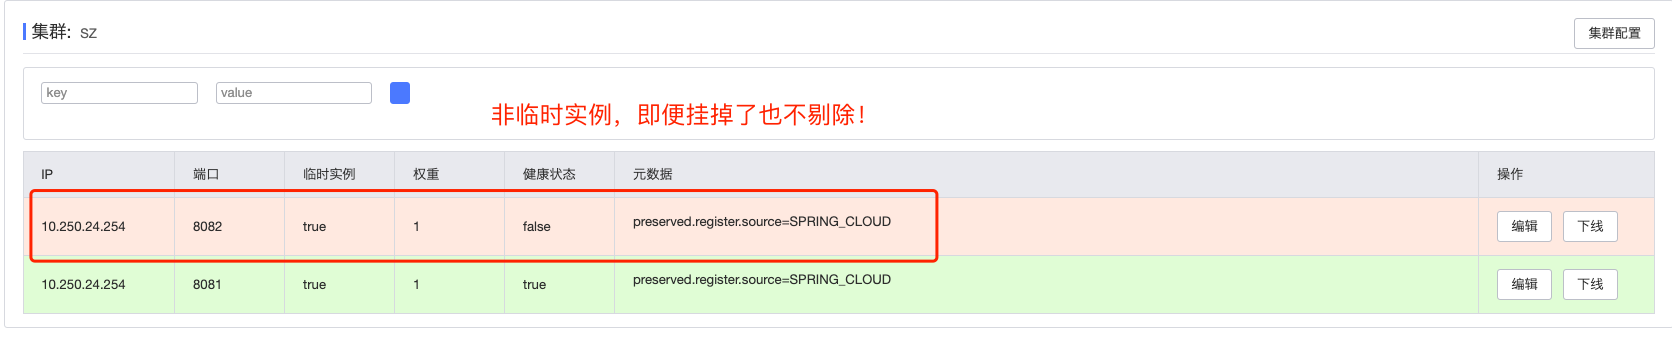 集群: SZ
集群配置
key value
非临时实例，即便挂掉了也不剔除！
IP 端口 临时实例 权重 健康状态 元数据 操作
10.250.24.254 8082 true 1 false preserved.register.source=SPRING_CLOUD 编辑 下线
10.250.24.254 8081 true 1 true preserved.register.source=SPRING_CLOUD 编辑 下线